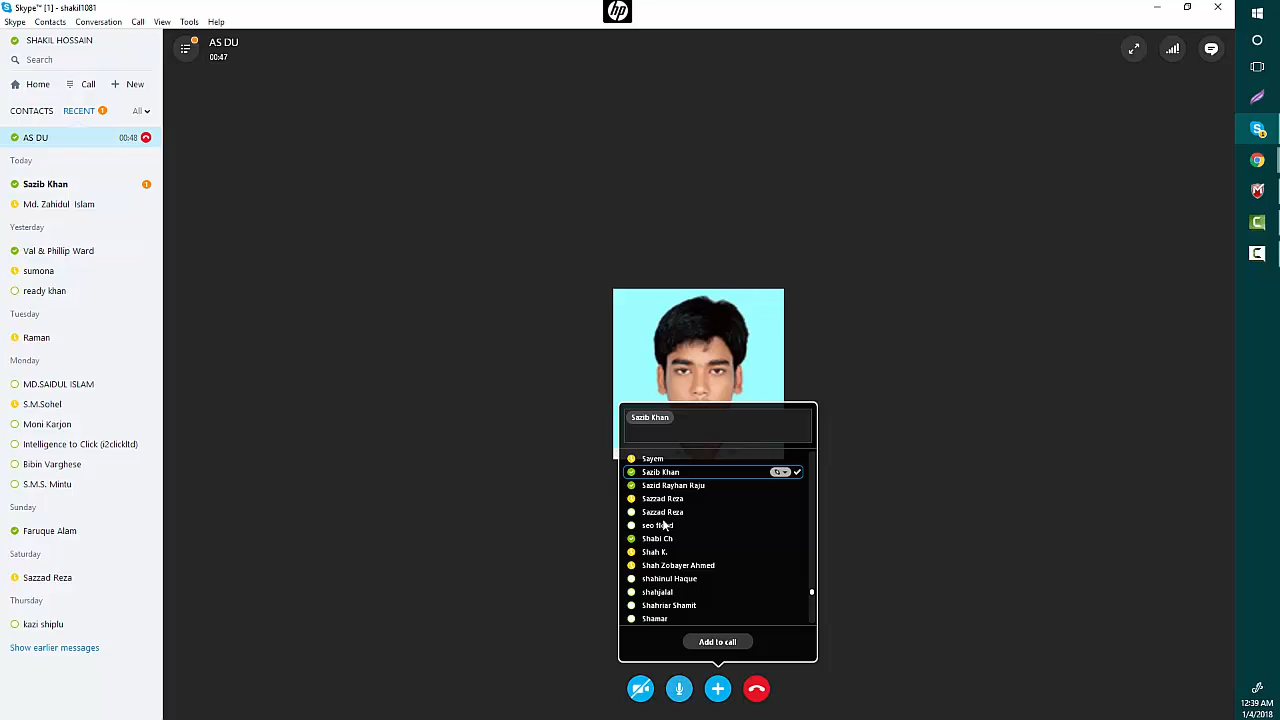 Skype™ [1] - shakil1081
hp
Skype Contacts Conversation Call View Tools Help
SHAKIL HOSSAIN
Search
Home Call New
CONTACTS RECENT 1 All
AS DU 00:48
Today
Sazib Khan 1
Md. Zahidul Islam
Yesterday
Val & Phillip Ward
sumona
ready khan
Tuesday
Raman
Monday
MD.SAIDUL ISLAM
S.M.Sohel
Moni Karjon
Intelligence to Click (i2clickltd)
Bibin Varghese
S.M.S. Mintu
Sunday
Faruque Alam
Saturday
Sazzad Reza
Thursday
kazi shiplu
Show earlier messages
AS DU
00:47
Sazib Khan
Sayem
Sazib Khan
Sazid Rayhan Raju
Sazzad Reza
Sazzad Reza
seo
Shabi Ch
Shah K.
Shah Zobayer Ahmed
shahinul Haque
shahjalal
Shahriar Shamit
Shamar
Add to call
12:39 AM
1/4/2018